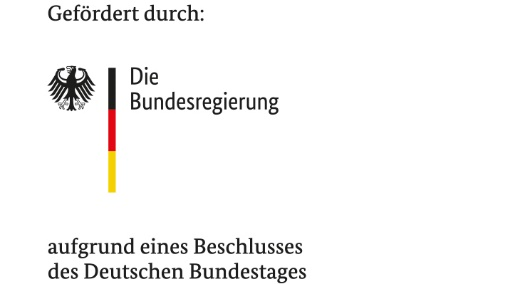 Gefördert durch:
Die
Bundesregierung
aufgrund eines Beschlusses
des Deutschen Bundestages